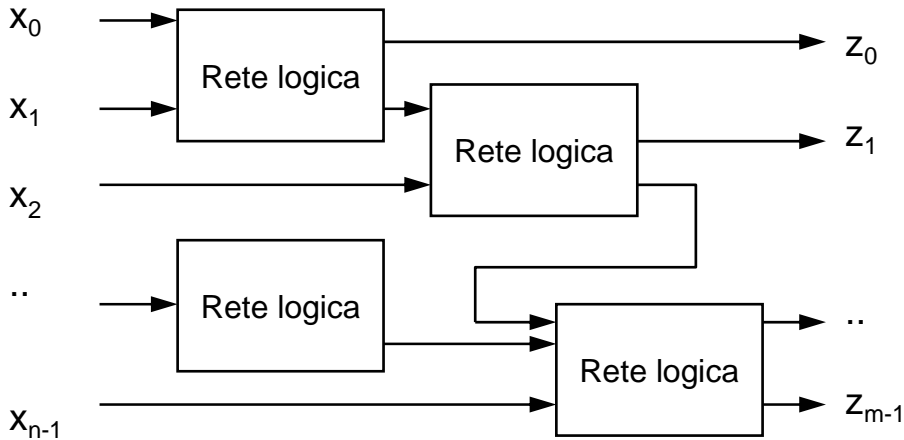 x0
Rete logica
z0
x1
Rete logica
z1
x2
..
Rete logica
..
Rete logica
xn-1
zm-1